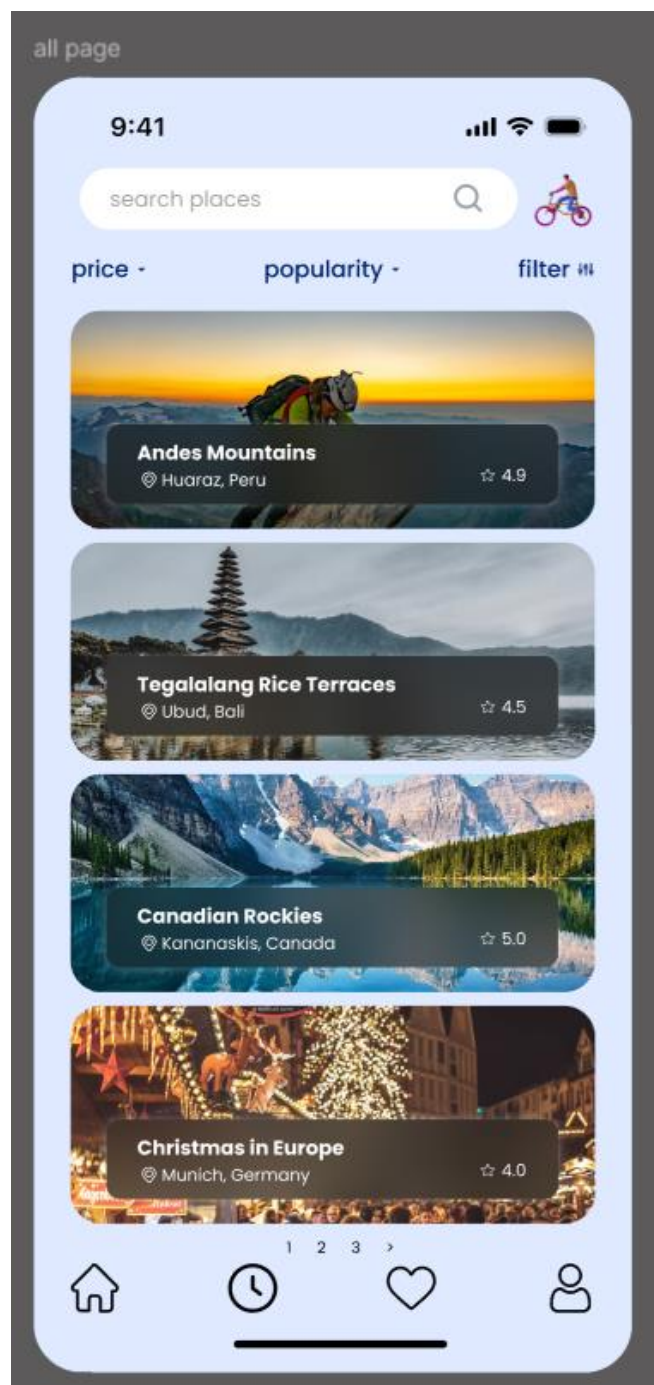 all page
9:41
search places
price
popularity
filter
Andes Mountains
Huaraz, Peru
4.9
Tegalalang Rice Terraces
Ubud, Bali
4.5
Canadian Rockies
Kananaskis, Canada
5.0
Christmas in Europe
Munich, Germany
4.0
1 2 3 >